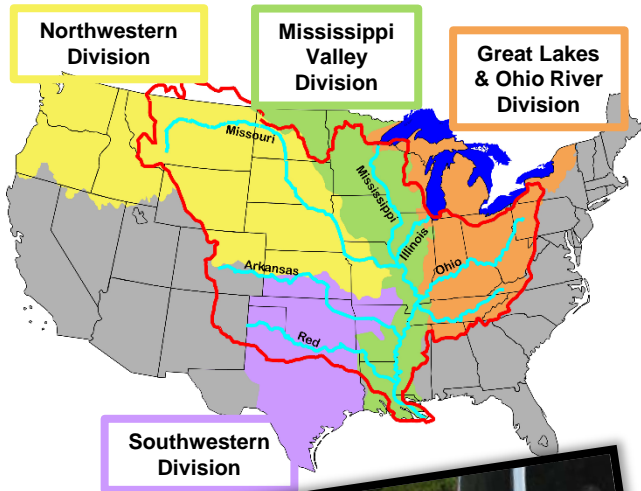 Northwestern
Division
Mississippi
Valley
Division
Great Lakes
& Ohio River
Division
Missouri
Mississippi
Illinois
Ohio
Arkansas
Red
Southwestern
Division